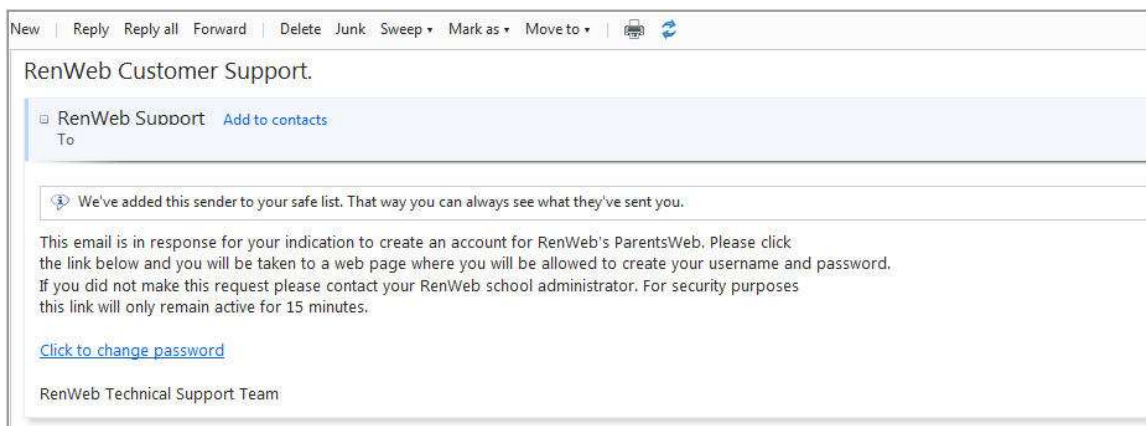 New | Reply Reply all Forward | Delete Junk Sweep Mark as Move to |
RenWeb Customer Support.
RenWeb Support Add to contacts
To
We've added this sender to your safe list. That way you can always see what they've sent you.
This email is in response for your indication to create an account for RenWeb's ParentsWeb. Please click
the link below and you will be taken to a web page where you will be allowed to create your username and password.
If you did not make this request please contact your RenWeb school administrator. For security purposes
this link will only remain active for 15 minutes.
Click to change password
RenWeb Technical Support Team